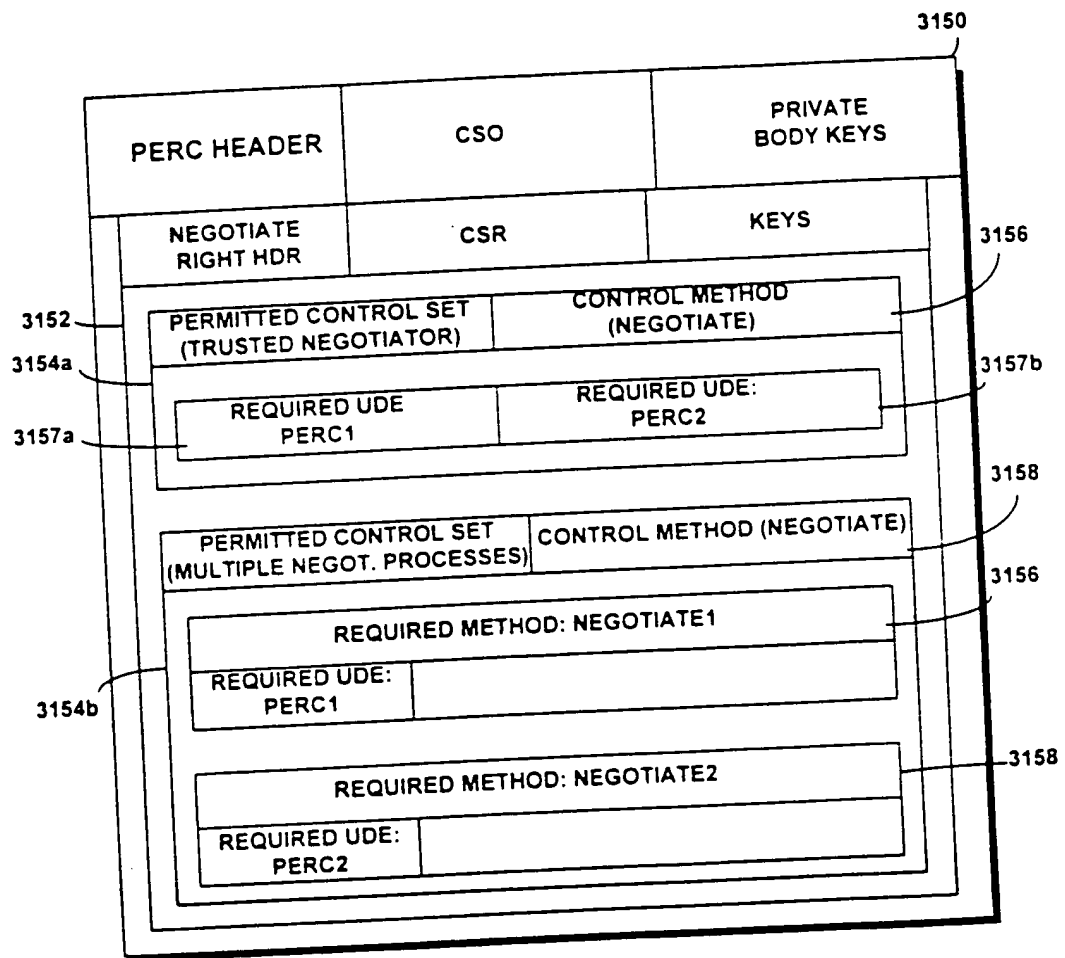 3150
PERC HEADER
CSO
PRIVATE
BODY KEYS
NEGOTIATE
RIGHT HDR
CSR
KEYS
3156
3152
PERMITTED CONTROL SET
(TRUSTED NEGOTIATOR)
CONTROL METHOD
(NEGOTIATE)
3154a
3157b
REQUIRED UDE
PERC1
REQUIRED UDE:
PERC2
3157a
3158
PERMITTED CONTROL SET
(MULTIPLE NEGOT. PROCESSES)
CONTROL METHOD (NEGOTIATE)
3156
REQUIRED METHOD: NEGOTIATE1
REQUIRED UDE:
PERC1
3154b
3158
REQUIRED METHOD: NEGOTIATE2
REQUIRED UDE:
PERC2